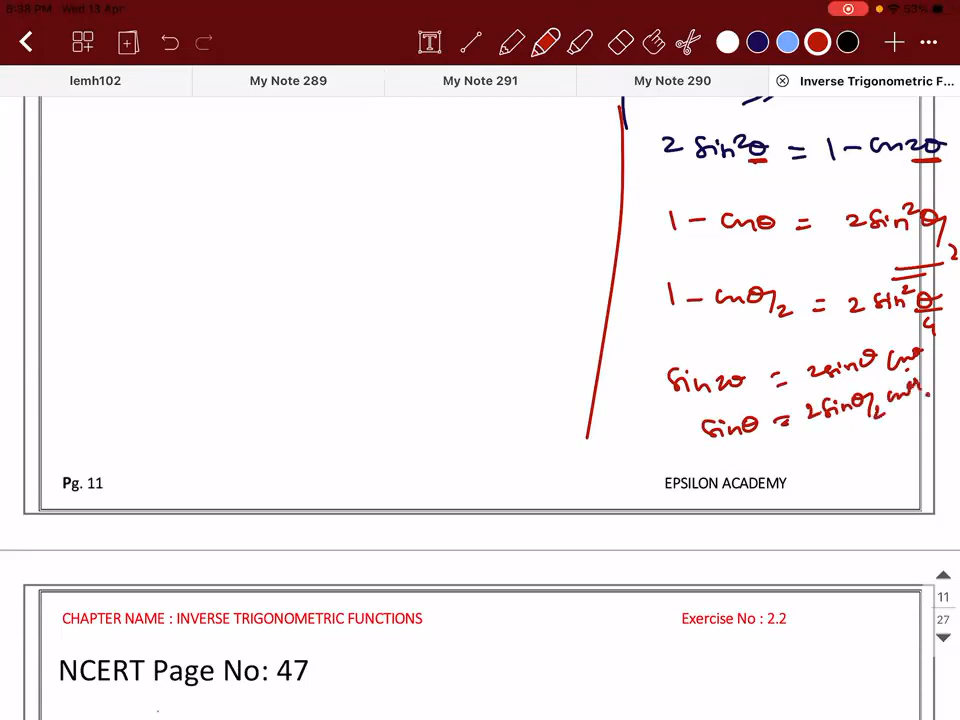 8:38 PM Wed 13 Apr 53%
lemh102 My Note 289 My Note 291 My Note 290 Inverse Trigonometric F...
2 sin²θ = 1 - cos2θ
1 - cosθ = 2sin²θ/2
1 - cosθ/2 = 2 sin²θ/4
sin2θ = 2sinθ cosθ
sinθ = 2sinθ/2 cosθ/2
Pg. 11 EPSILON ACADEMY
11
27
CHAPTER NAME : INVERSE TRIGONOMETRIC FUNCTIONS Exercise No : 2.2
NCERT Page No: 47